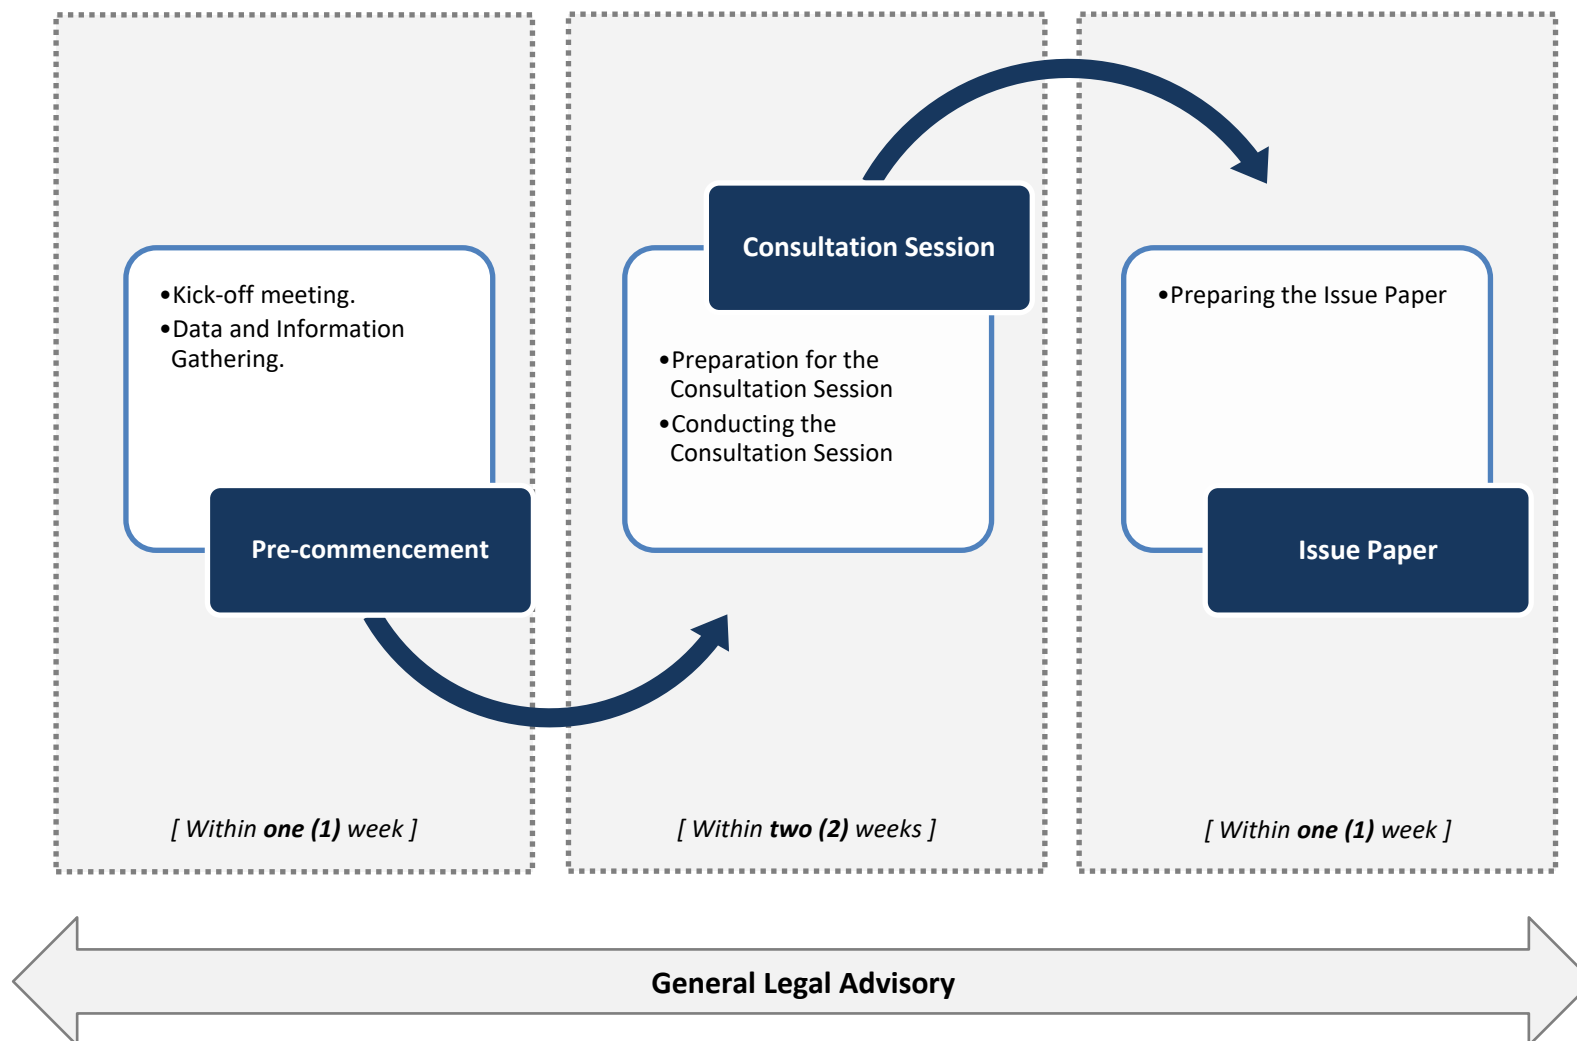 •Kick-off meeting.
•Data and Information
Gathering.
Pre-commencement
[ Within one (1) week ]
Consultation Session
•Preparation for the
Consultation Session
•Conducting the
Consultation Session
[ Within two (2) weeks ]
•Preparing the Issue Paper
Issue Paper
[ Within one (1) week ]
General Legal Advisory